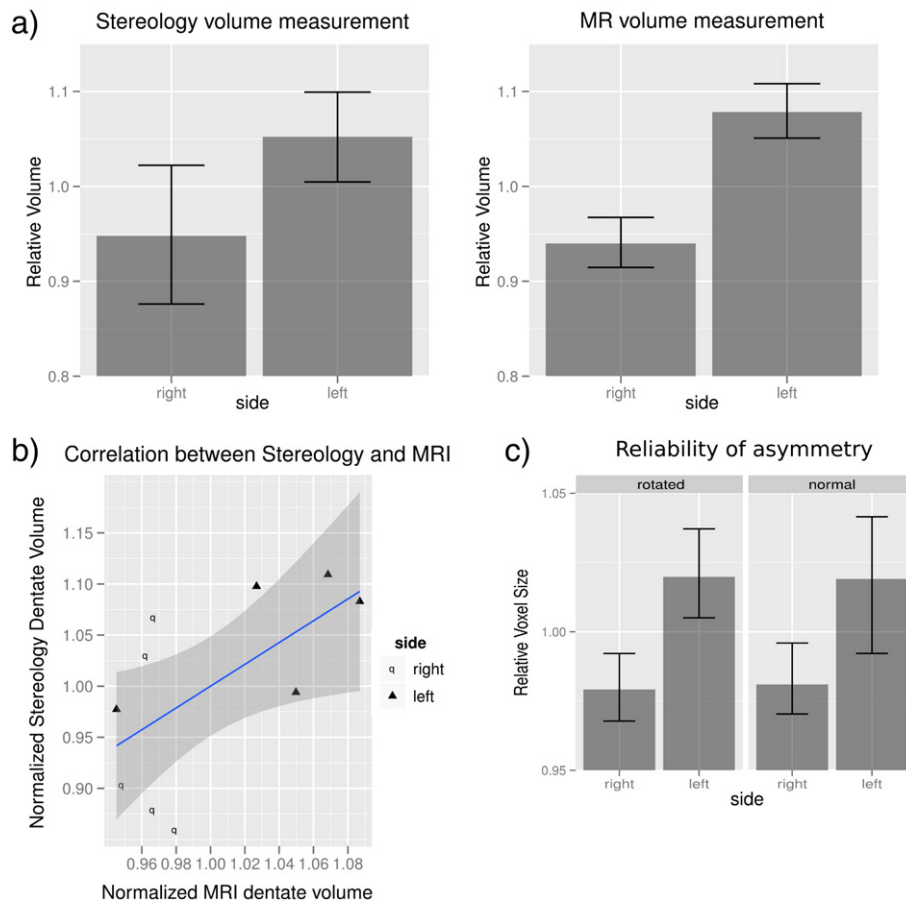 a)
Stereology volume measurement
MR volume measurement
Relative Volume
1.1
1.0
0.9
0.8
right
left
side
Relative Volume
1.1
1.0
0.9
0.8
right
left
side
b)
Correlation between Stereology and MRI
Normalized Stereology Dentate Volume
1.15
1.10
1.05
1.00
0.95
0.90
q
q
q
q
q
0.96 0.98 1.00 1.02 1.04 1.06 1.08
Normalized MRI dentate volume
side
q right
left
c)
Reliability of asymmetry
rotated
normal
Relative Voxel Size
1.05
1.00
0.95
right
left
right
left
side